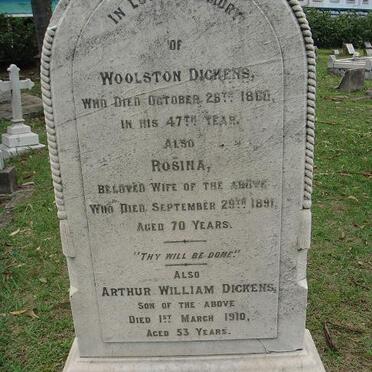 IN LOVING MEMORY
OF
WOOLSTON DICKENS,
WHO DIED OCTOBER 28TH 1860,
IN HIS 47TH YEAR.
ALSO
ROSINA,
BELOVED WIFE OF THE ABOVE
WHO DIED SEPTEMBER 29TH 1891,
AGED 70 YEARS.
"THY WILL BE DONE"
ALSO
ARTHUR WILLIAM DICKENS,
SON OF THE ABOVE
DIED 1ST MARCH 1910,
AGED 53 YEARS.